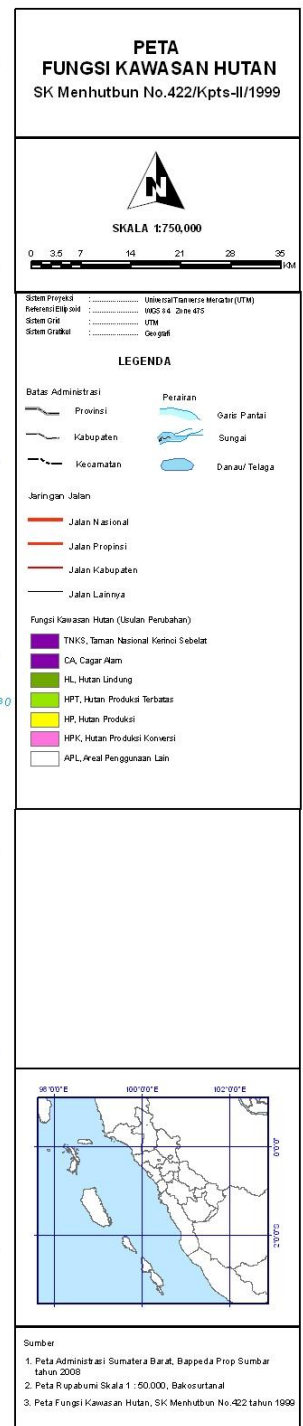 PETA
FUNGSI KAWASAN HUTAN
SK Menhutbun No.422/Kpts-II/1999
N
SKALA 1:750,000
0 3.5 7 14 21 28 35
KM
Sistem Proyeksi : .................... Universal Tranverse Mercator (UTM)
Referensi Ellipsoid : .................... WGS 84 Zone 47S
Sistem Grid : .................... UTM
Sistem Gratikul : .................... Geografi
LEGENDA
Batas Administrasi
Provinsi
Kabupaten
Kecamatan
Perairan
Garis Pantai
Sungai
Danau/ Telaga
Jaringan Jalan
Jalan Nasional
Jalan Propinsi
Jalan Kabupaten
Jalan Lainnya
Fungsi Kawasan Hutan (Usulan Perubahan)
TNKS, Taman Nasional Kerinci Sebelat
CA, Cagar Alam
HL, Hutan Lindung
HPT, Hutan Produksi Terbatas
HP, Hutan Produksi
HPK, Hutan Produksi Konversi
APL, Areal Penggunaan Lain
98°0'0"E 100°0'0"E 102°0'0"E
0°0'0"
2°0'0"S
Sumber
1. Peta Administrasi Sumatera Barat, Bappeda Prop Sumbar
tahun 2008
2. Peta Rupabumi Skala 1 : 50.000, Bakosurtanal
3. Peta Fungsi Kawasan Hutan, SK Menhutbun No.422 tahun 1999